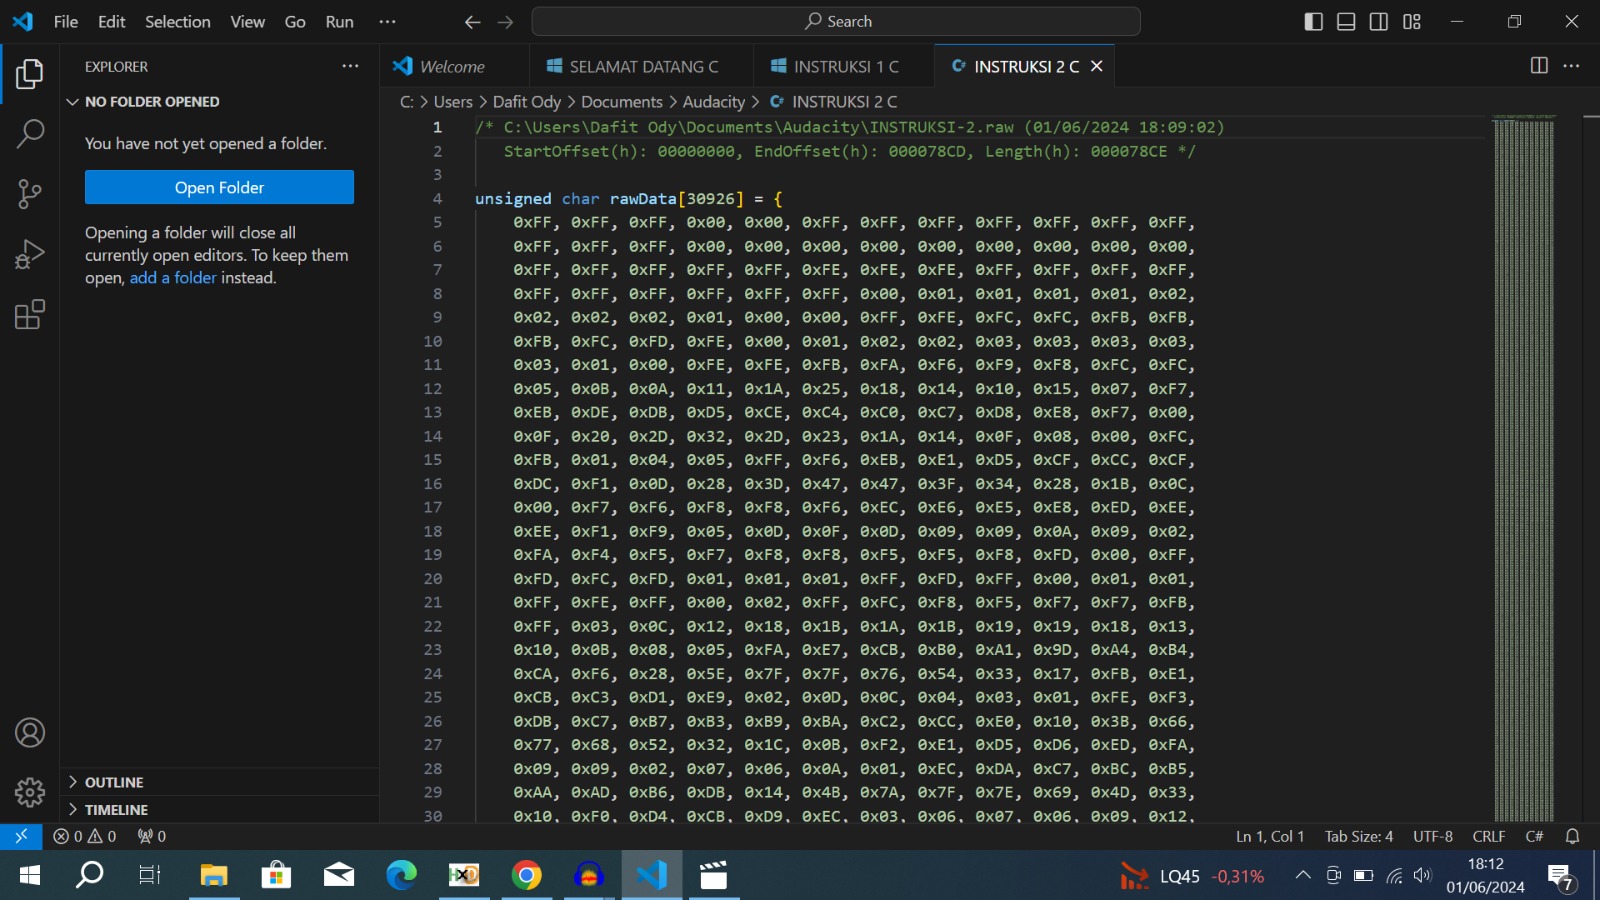 File Edit Selection View Go Run ··· Search
EXPLORER ···
NO FOLDER OPENED
You have not yet opened a folder.
Open Folder
Opening a folder will close all
currently open editors. To keep them
open, add a folder instead.
OUTLINE
TIMELINE
Welcome SELAMAT DATANG C INSTRUKSI 1 C INSTRUKSI 2 C
C: > Users > Dafit Ody > Documents > Audacity > INSTRUKSI 2 C
1 /* C:\Users\Dafit Ody\Documents\Audacity\INSTRUKSI-2.raw (01/06/2024 18:09:02)
2 StartOffset(h): 00000000, EndOffset(h): 000078CD, Length(h): 000078CE */
3
4 unsigned char rawData[30926] = {
5 0xFF, 0xFF, 0xFF, 0x00, 0x00, 0xFF, 0xFF, 0xFF, 0xFF, 0xFF, 0xFF, 0xFF,
6 0xFF, 0xFF, 0xFF, 0x00, 0x00, 0x00, 0x00, 0x00, 0x00, 0x00, 0x00, 0x00,
7 0xFF, 0xFF, 0xFF, 0xFF, 0xFF, 0xFE, 0xFE, 0xFE, 0xFF, 0xFF, 0xFF, 0xFF,
8 0xFF, 0xFF, 0xFF, 0xFF, 0xFF, 0xFF, 0x00, 0x01, 0x01, 0x01, 0x01, 0x02,
9 0x02, 0x02, 0x02, 0x01, 0x00, 0x00, 0xFF, 0xFE, 0xFC, 0xFC, 0xFB, 0xFB,
10 0xFB, 0xFC, 0xFD, 0xFE, 0x00, 0x01, 0x02, 0x02, 0x03, 0x03, 0x03, 0x03,
11 0x03, 0x01, 0x00, 0xFE, 0xFE, 0xFB, 0xFA, 0xF6, 0xF9, 0xF8, 0xFC, 0xFC,
12 0x05, 0x0B, 0x0A, 0x11, 0x1A, 0x25, 0x18, 0x14, 0x10, 0x15, 0x07, 0xF7,
13 0xEB, 0xDE, 0xDB, 0xD5, 0xCE, 0xC4, 0xC0, 0xC7, 0xD8, 0xE8, 0xF7, 0x00,
14 0x0F, 0x20, 0x2D, 0x32, 0x2D, 0x23, 0x1A, 0x14, 0x0F, 0x08, 0x00, 0xFC,
15 0xFB, 0x01, 0x04, 0x05, 0xFF, 0xF6, 0xEB, 0xE1, 0xD5, 0xCF, 0xCC, 0xCF,
16 0xDC, 0xF1, 0x0D, 0x28, 0x3D, 0x47, 0x47, 0x3F, 0x34, 0x28, 0x1B, 0x0C,
17 0x00, 0xF7, 0xF6, 0xF8, 0xF8, 0xF6, 0xEC, 0xE6, 0xE5, 0xE8, 0xED, 0xEE,
18 0xEE, 0xF1, 0xF9, 0x05, 0x0D, 0x0F, 0x0D, 0x09, 0x09, 0x0A, 0x09, 0x02,
19 0xFA, 0xF4, 0xF5, 0xF7, 0xF8, 0xF8, 0xF5, 0xF5, 0xF8, 0xFD, 0x00, 0xFF,
20 0xFD, 0xFC, 0xFD, 0x01, 0x01, 0x01, 0xFF, 0xFD, 0xFF, 0x00, 0x01, 0x01,
21 0xFF, 0xFE, 0xFF, 0x00, 0x02, 0xFF, 0xFC, 0xF8, 0xF5, 0xF7, 0xF7, 0xFB,
22 0xFF, 0x03, 0x0C, 0x12, 0x18, 0x1B, 0x1A, 0x1B, 0x19, 0x19, 0x18, 0x13,
23 0x10, 0x0B, 0x08, 0x05, 0xFA, 0xE7, 0xCB, 0xB0, 0xA1, 0x9D, 0xA4, 0xB4,
24 0xCA, 0xF6, 0x28, 0x5E, 0x7F, 0x7F, 0x76, 0x54, 0x33, 0x17, 0xFB, 0xE1,
25 0xCB, 0xC3, 0xD1, 0xE9, 0x02, 0x0D, 0x0C, 0x04, 0x03, 0x01, 0xFE, 0xF3,
26 0xDB, 0xC7, 0xB7, 0xB3, 0xB9, 0xBA, 0xC2, 0xCC, 0xE0, 0x10, 0x3B, 0x66,
27 0x77, 0x68, 0x52, 0x32, 0x1C, 0x0B, 0xF2, 0xE1, 0xD5, 0xD6, 0xED, 0xFA,
28 0x09, 0x09, 0x02, 0x07, 0x06, 0x0A, 0x01, 0xEC, 0xDA, 0xC7, 0xBC, 0xB5,
29 0xAA, 0xAD, 0xB6, 0xDB, 0x14, 0x4B, 0x7A, 0x7F, 0x7E, 0x69, 0x4D, 0x33,
30 0x10, 0xF0, 0xD4, 0xCB, 0xD9, 0xEC, 0x03, 0x06, 0x07, 0x06, 0x09, 0x12,
0 0 0 Ln 1, Col 1 Tab Size: 4 UTF-8 CRLF C#
LQ45 -0,31% 18:12
01/06/2024 7